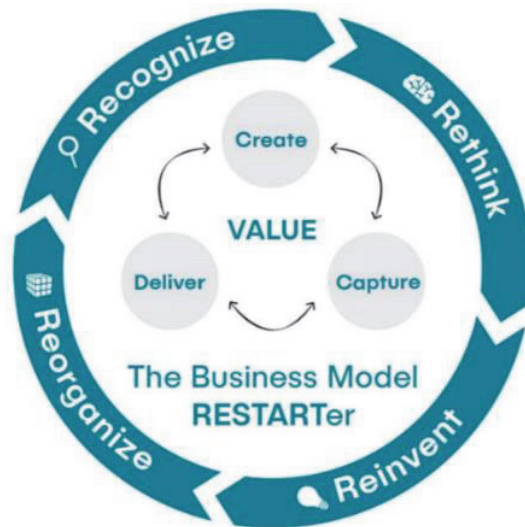 Recognize
Rethink
Reinvent
Reorganize
Create
VALUE
Deliver
Capture
The Business Model
RESTARTer